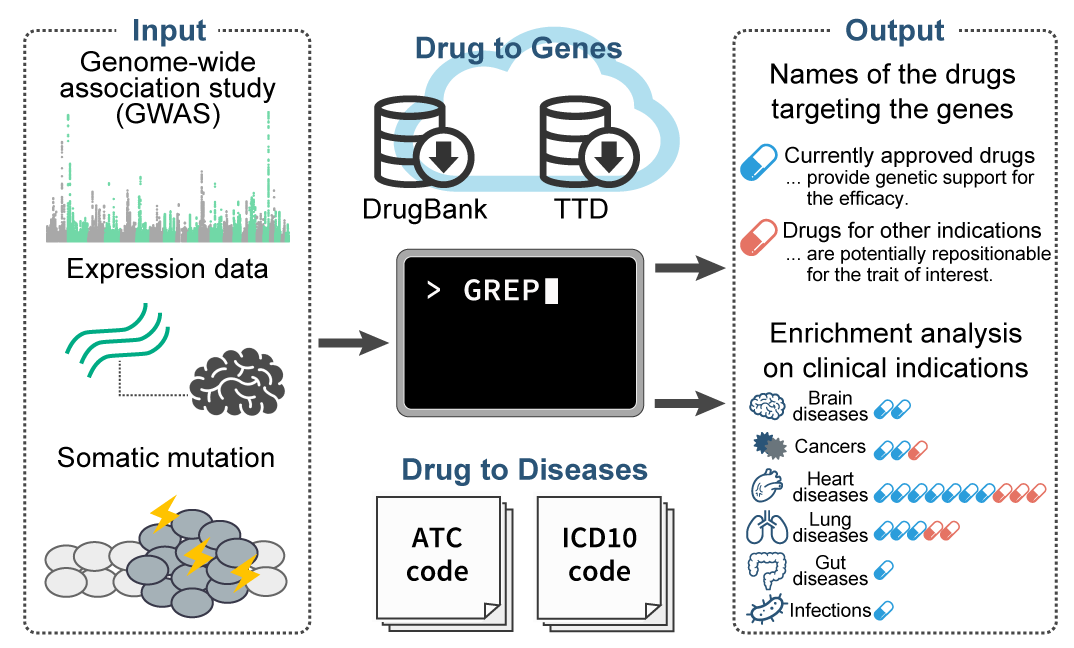 Input
Genome-wide
association study
(GWAS)
Expression data
Somatic mutation
Drug to Genes
DrugBank
TTD
> GREP
Drug to Diseases
ATC
code
ICD10
code
Output
Names of the drugs
targeting the genes
Currently approved drugs
... provide genetic support for
the efficacy.
Drugs for other indications
... are potentially repositionable
for the trait of interest.
Enrichment analysis
on clinical indications
Brain
diseases
Cancers
Heart
diseases
Lung
diseases
Gut
diseases
Infections